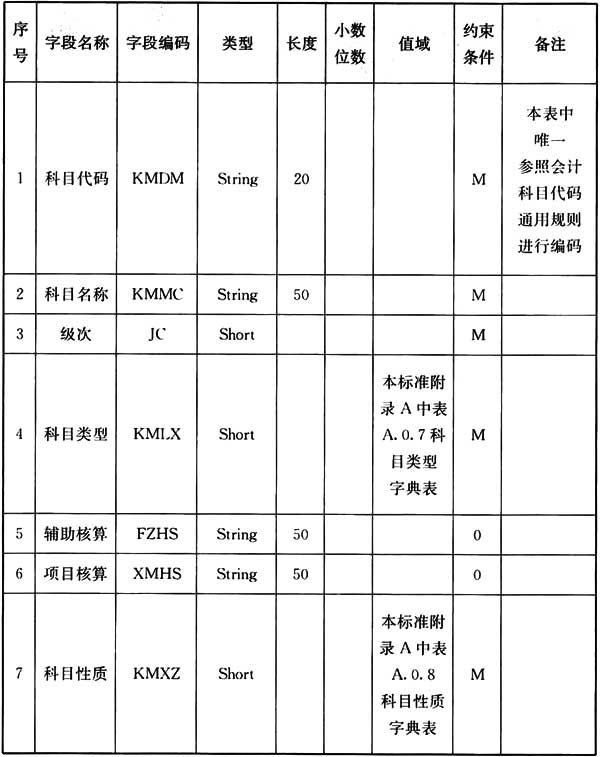 序号 字段名称 字段编码 类型 长度 小数位数 值域 约束条件 备注
1 科目代码 KMDM String 20 M 本表中
唯一
参照会计
科目代码
通用规则
进行编码
2 科目名称 KMMC String 50 M
3 级次 JC Short M
4 科目类型 KMLX Short 本标准附
录 A 中表
A.0.7 科
目类型
字典表 M
5 辅助核算 FZHS String 50 0
6 项目核算 XMHS String 50 0
7 科目性质 KMXZ Short 本标准附
录 A 中表
A.0.8
科目性质
字典表 M